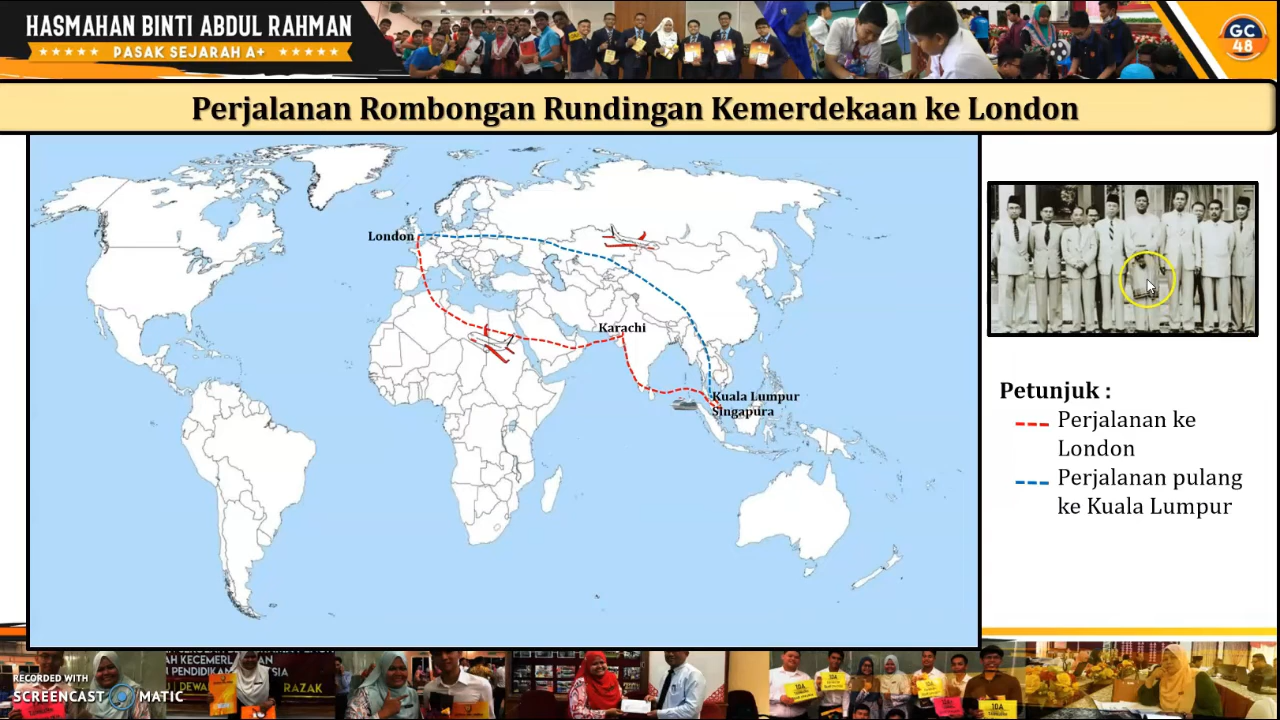 HASMAHAN BINTI ABDUL RAHMAN
PASAK SEJARAH A+
GC
48
Perjalanan Rombongan Rundingan Kemerdekaan ke London
London
Karachi
Kuala Lumpur
Singapura
Petunjuk :
Perjalanan ke
London
Perjalanan pulang
ke Kuala Lumpur
RAZAK
RECORDED WITH
SCREENCAST MATIC